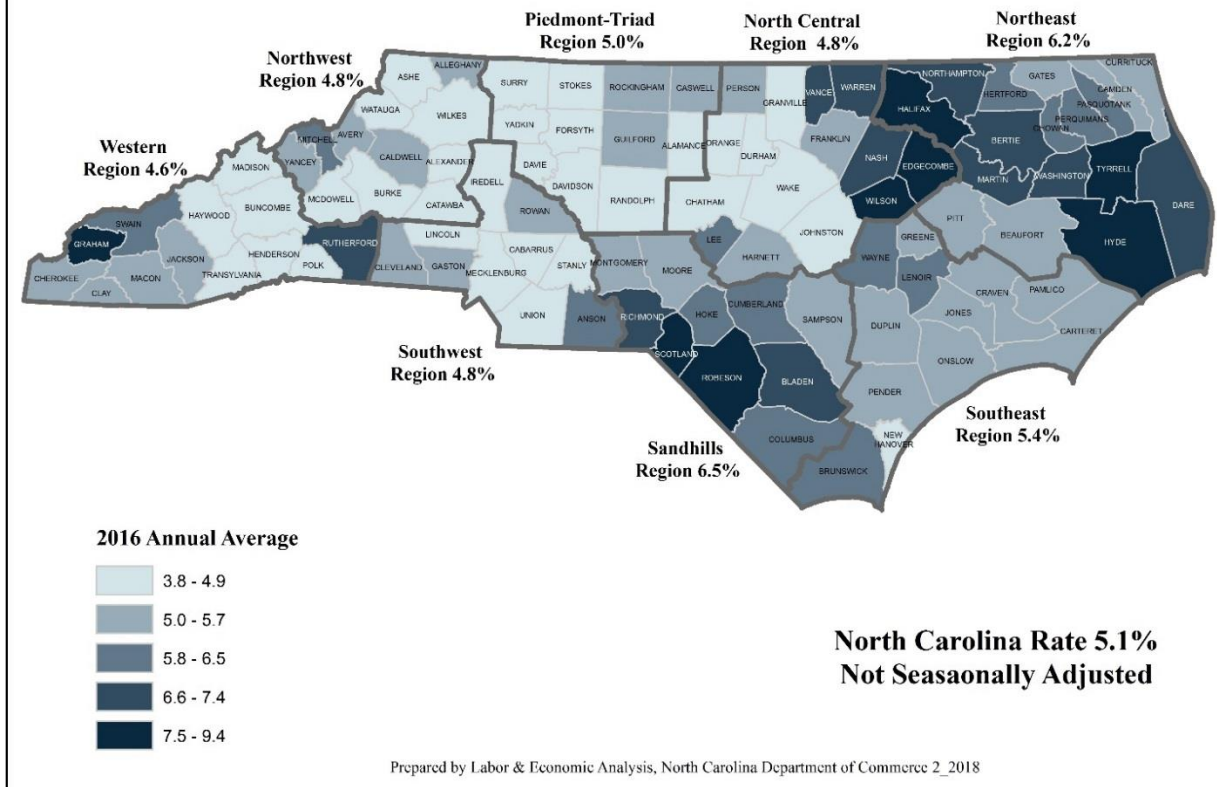 Piedmont-Triad
Region 5.0%
North Central
Region 4.8%
Northeast
Region 6.2%
Northwest
Region 4.8%
Western
Region 4.6%
Southwest
Region 4.8%
Sandhills
Region 6.5%
Southeast
Region 5.4%
ALLEGHANY
ASHE
SURRY
STOKES
ROCKINGHAM
CASWELL
PERSON
GRANVILLE
VANCE
WARREN
NORTHAMPTON
HALIFAX
HERTFORD
GATES
CURRITUCK
CAMDEN
PASQUOTANK
PERQUIMANS
CHOWAN
WATAUGA
WILKES
YADKIN
FORSYTH
GUILFORD
ALAMANCE
ORANGE
DURHAM
FRANKLIN
NASH
EDGECOMBE
BERTIE
MITCHELL
AVERY
YANCEY
CALDWELL
ALEXANDER
MADISON
DAVIE
IREDELL
DAVIDSON
RANDOLPH
CHATHAM
WAKE
WILSON
MARTIN
WASHINGTON
TYRRELL
DARE
MCDOWELL
BURKE
CATAWBA
HAYWOOD
BUNCOMBE
ROWAN
JOHNSTON
PITT
BEAUFORT
HYDE
SWAIN
GRAHAM
JACKSON
HENDERSON
POLK
RUTHERFORD
LINCOLN
CABARRUS
STANLY
LEE
HARNETT
WAYNE
GREENE
LENOIR
CHEROKEE
MACON
CLAY
TRANSYLVANIA
CLEVELAND
GASTON
MECKLENBURG
MONTGOMERY
MOORE
CUMBERLAND
SAMPSON
CRAVEN
PAMLICO
UNION
ANSON
RICHMOND
HOKE
SCOTLAND
ROBESON
BLADEN
DUPLIN
JONES
CARTERET
ONSLOW
PENDER
NEW
HANOVER
COLUMBUS
BRUNSWICK
2016 Annual Average
3.8 - 4.9
5.0 - 5.7
5.8 - 6.5
6.6 - 7.4
7.5 - 9.4
North Carolina Rate 5.1%
Not Seasaonally Adjusted
Prepared by Labor & Economic Analysis, North Carolina Department of Commerce 2_2018